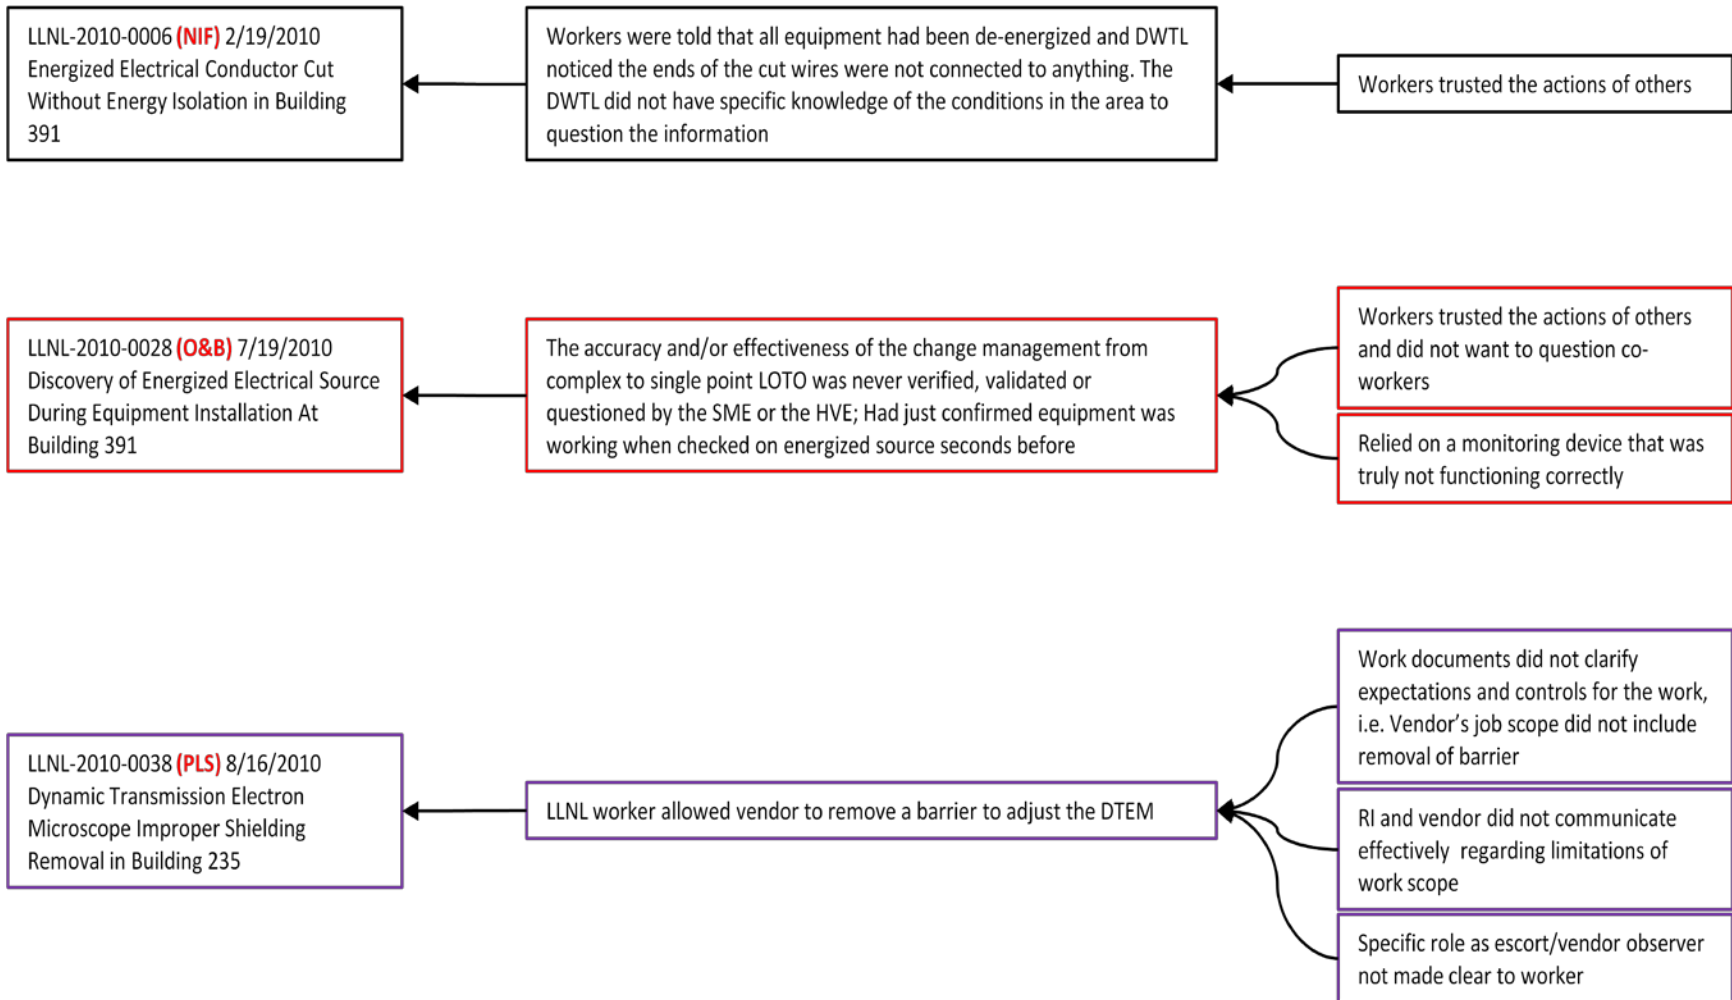 LLNL-2010-0006 (NIF) 2/19/2010
Energized Electrical Conductor Cut
Without Energy Isolation in Building
391
Workers were told that all equipment had been de-energized and DWTL
noticed the ends of the cut wires were not connected to anything. The
DWTL did not have specific knowledge of the conditions in the area to
question the information
Workers trusted the actions of others
LLNL-2010-0028 (O&B) 7/19/2010
Discovery of Energized Electrical Source
During Equipment Installation At
Building 391
The accuracy and/or effectiveness of the change management from
complex to single point LOTO was never verified, validated or
questioned by the SME or the HVE; Had just confirmed equipment was
working when checked on energized source seconds before
Workers trusted the actions of others
and did not want to question co-
workers
Relied on a monitoring device that was
truly not functioning correctly
LLNL-2010-0038 (PLS) 8/16/2010
Dynamic Transmission Electron
Microscope Improper Shielding
Removal in Building 235
LLNL worker allowed vendor to remove a barrier to adjust the DTEM
Work documents did not clarify
expectations and controls for the work,
i.e. Vendor's job scope did not include
removal of barrier
RI and vendor did not communicate
effectively  regarding limitations of
work scope
Specific role as escort/vendor observer
not made clear to worker